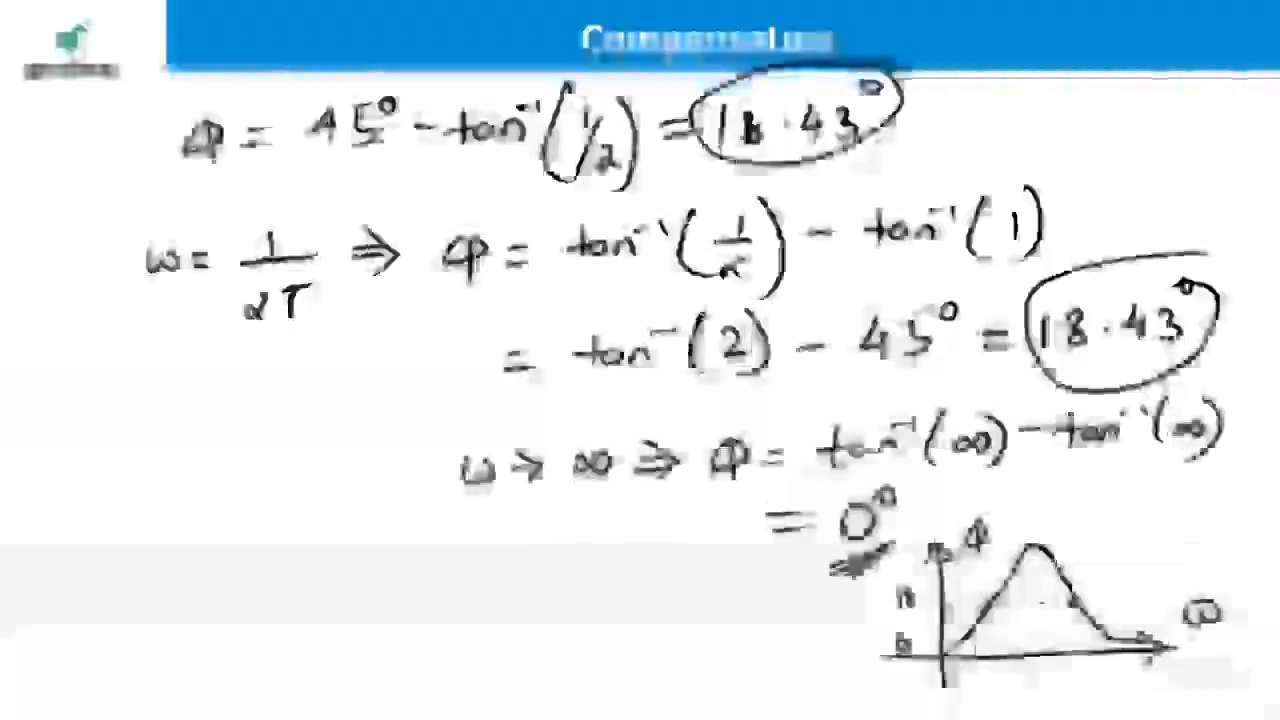 Compensators
φ = 45° - tan⁻¹(1/2) = 18.43°
ω = 1/αT ⇒ φ = tan⁻¹(1/α) - tan⁻¹(1)
= tan⁻¹(2) - 45° = 18.43°
ω → ∞ ⇒ φ = tan⁻¹(∞) - tan⁻¹(∞)
= 0°
φ
ω